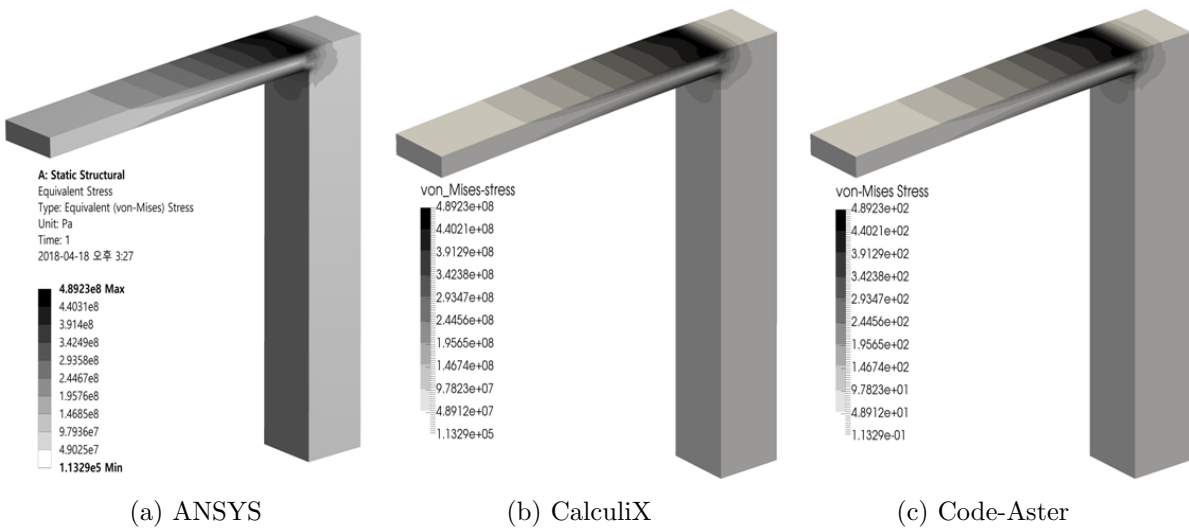 A: Static Structural
Equivalent Stress
Type: Equivalent (von-Mises) Stress
Unit: Pa
Time: 1
2018-04-18 오후 3:27
4.8923e8 Max
4.4031e8
3.914e8
3.4249e8
2.9358e8
2.4467e8
1.9576e8
1.4685e8
9.7936e7
4.9025e7
1.1329e5 Min
(a) ANSYS
von_Mises-stress
4.8923e+08
4.4021e+08
3.9129e+08
3.4238e+08
2.9347e+08
2.4456e+08
1.9565e+08
1.4674e+08
9.7823e+07
4.8912e+07
1.1329e+05
(b) CalculiX
von-Mises Stress
4.8923e+02
4.4021e+02
3.9129e+02
3.4238e+02
2.9347e+02
2.4456e+02
1.9565e+02
1.4674e+02
9.7823e+01
4.8912e+01
1.1329e-01
(c) Code-Aster